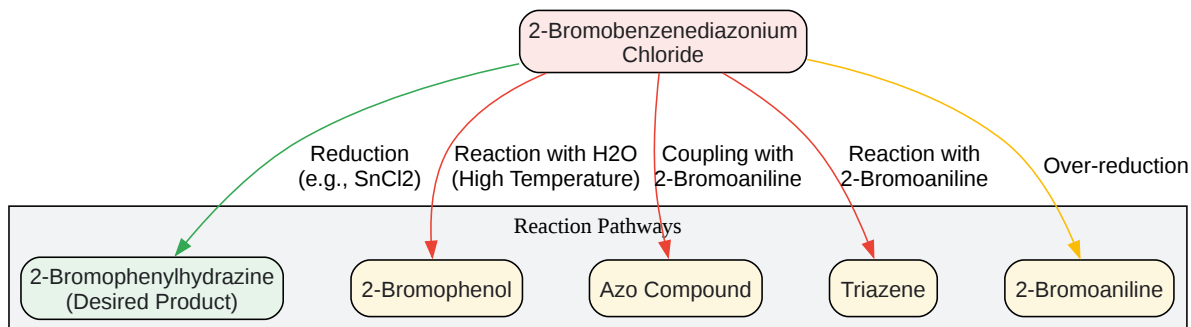 2-Bromobenzenediazonium
Chloride
Reduction
(e.g., SnCl2)
Reaction with H2O
(High Temperature)
Coupling with
2-Bromoaniline
Reaction with
2-Bromoaniline
Over-reduction
Reaction Pathways
2-Bromophenylhydrazine
(Desired Product)
2-Bromophenol
Azo Compound
Triazene
2-Bromoaniline